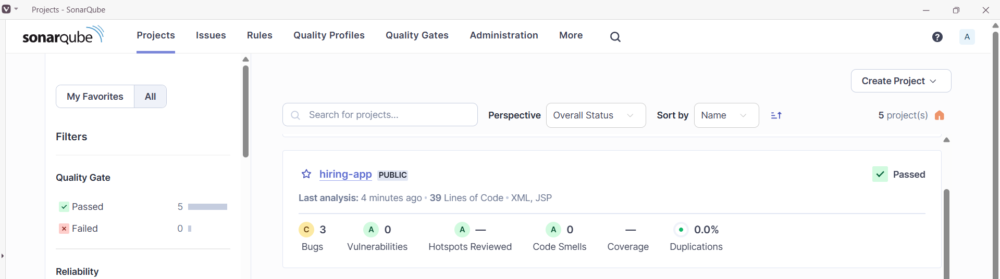 Projects - SonarQube
sonarqube
Projects Issues Rules Quality Profiles Quality Gates Administration More
? A
My Favorites All
Create Project
Search for projects... Perspective Overall Status Sort by Name 5 project(s)
Filters
Quality Gate
Passed 5
Failed 0
Reliability
hiring-app PUBLIC Passed
Last analysis: 4 minutes ago • 39 Lines of Code • XML, JSP
C 3 A 0 A — A 0 — 0.0%
Bugs Vulnerabilities Hotspots Reviewed Code Smells Coverage Duplications